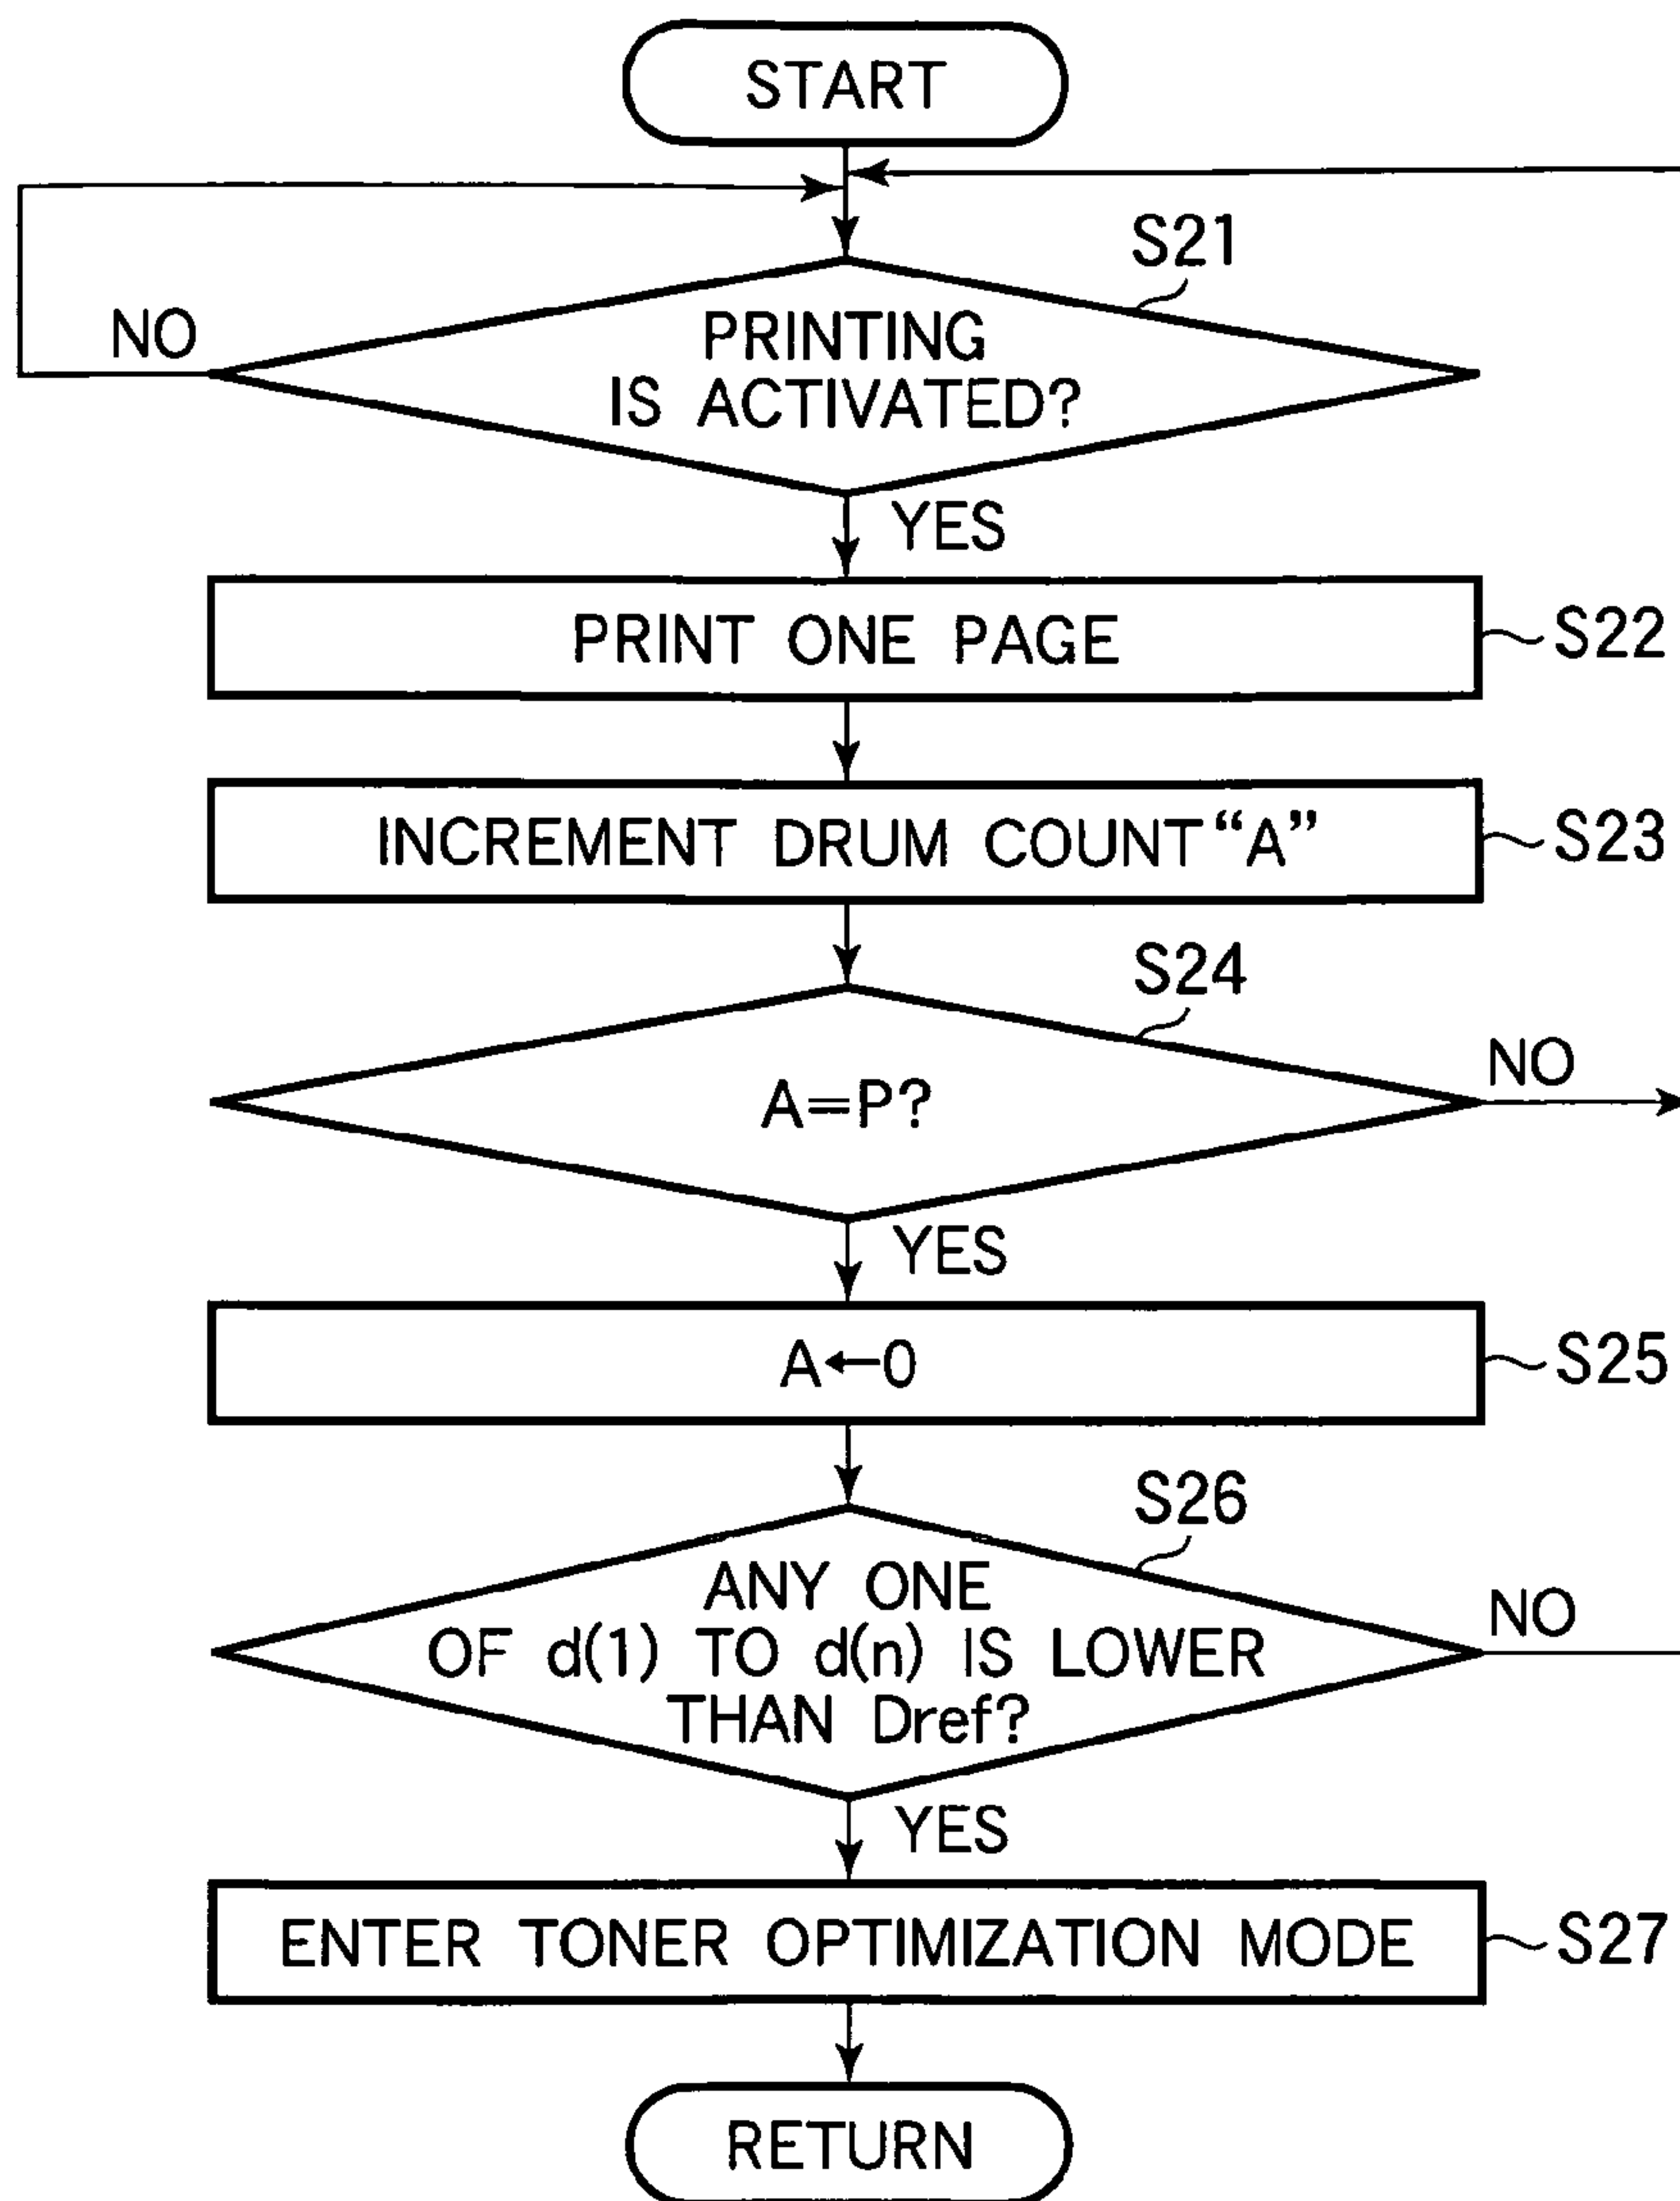 START
S21
NO
PRINTING
IS ACTIVATED?
YES
PRINT ONE PAGE
S22
INCREMENT DRUM COUNT “A”
S23
S24
NO
A=P?
YES
A←0
S25
S26
ANY ONE
NO
OF d(1) TO d(n) IS LOWER
THAN Dref?
YES
ENTER TONER OPTIMIZATION MODE
S27
RETURN